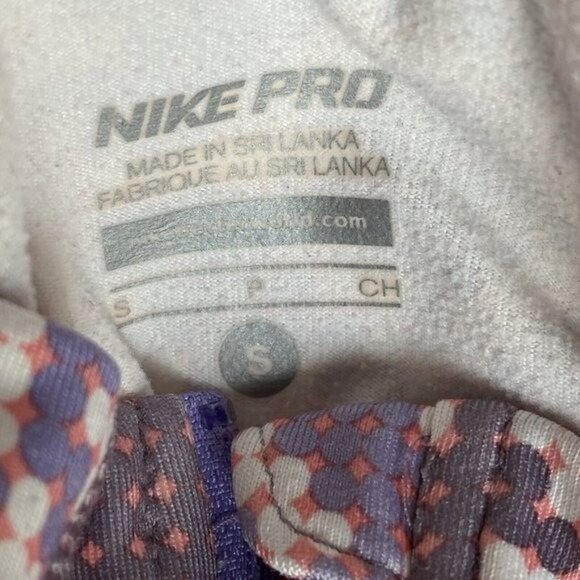 NIKE PRO
MADE IN SRI LANKA
FABRIQUE AU SRI LANKA
S P CH
S